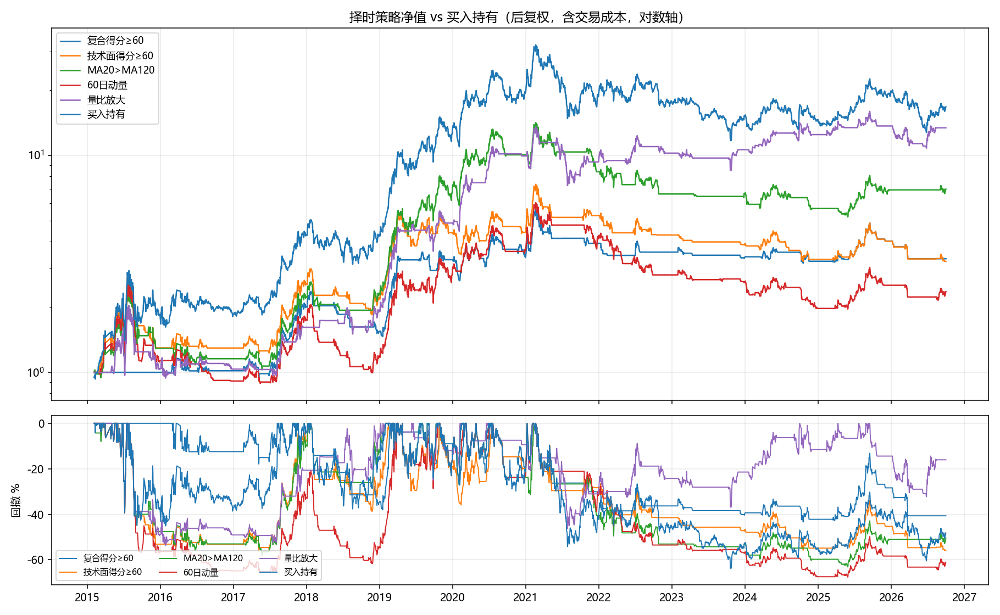 择时策略净值 vs 买入持有（后复权，含交易成本，对数轴）
复合得分≥60
技术面得分≥60
MA20>MA120
60日动量
量比放大
买入持有
10¹
10⁰
回撤 %
0
-20
-40
-60
复合得分≥60 MA20>MA120 量比放大
技术面得分≥60 60日动量 买入持有
2015 2016 2017 2018 2019 2020 2021 2022 2023 2024 2025 2026 2027